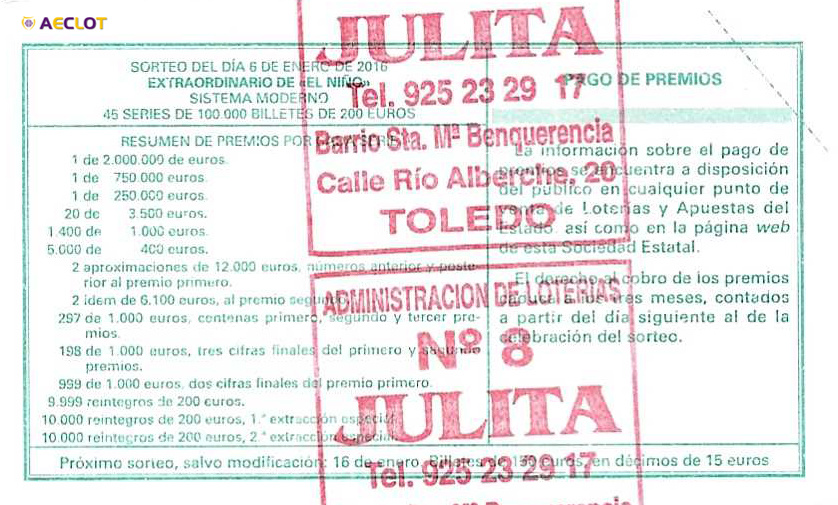 AECLOT
SORTEO DEL DÍA 6 DE ENERO DE 2016
EXTRAORDINARIO DE «EL NIÑO»
SISTEMA MODERNO
45 SERIES DE 100.000 BILLETES DE 200 EUROS
RESUMEN DE PREMIOS POR CADA SERIE
1 de 2.000.000 de euros.
1 de 750.000 euros.
1 de 250.000 euros.
20 de 3.500 euros.
1.400 de 1.000 euros.
5.000 de 400 euros.
2 aproximaciones de 12.000 euros, números anterior y poste-
rior al premio primero.
2 ídem de 6.100 euros, al premio segundo.
297 de 1.000 euros, centenas primero, segundo y tercer pre-
mios.
198 de 1.000 euros, tres cifras finales del primero y segundo
premios.
999 de 1.000 euros, dos cifras finales del premio primero.
9.999 reintegros de 200 euros.
10.000 reintegros de 200 euros, 1.ª extracción especial.
10.000 reintegros de 200 euros, 2.ª extracción especial.
PAGO DE PREMIOS
La información sobre el pago de
premios se encuentra a disposición
del público en cualquier punto de
venta de Loterías y Apuestas del
Estado, así como en la página web
de esta Sociedad Estatal.
El derecho al cobro de los premios
caduca a los tres meses, contados
a partir del día siguiente al de la
celebración del sorteo.
Próximo sorteo, salvo modificación: 16 de enero. Billetes de 150 euros, en décimos de 15 euros
JULITA
Tel. 925 23 29 17
Barrio Sta. Mª Benquerencia
Calle Río Alberche, 20
TOLEDO
ADMINISTRACION DE LOTERIAS
Nº 8
JULITA
Tel. 925 23 29 17
Benquerencia